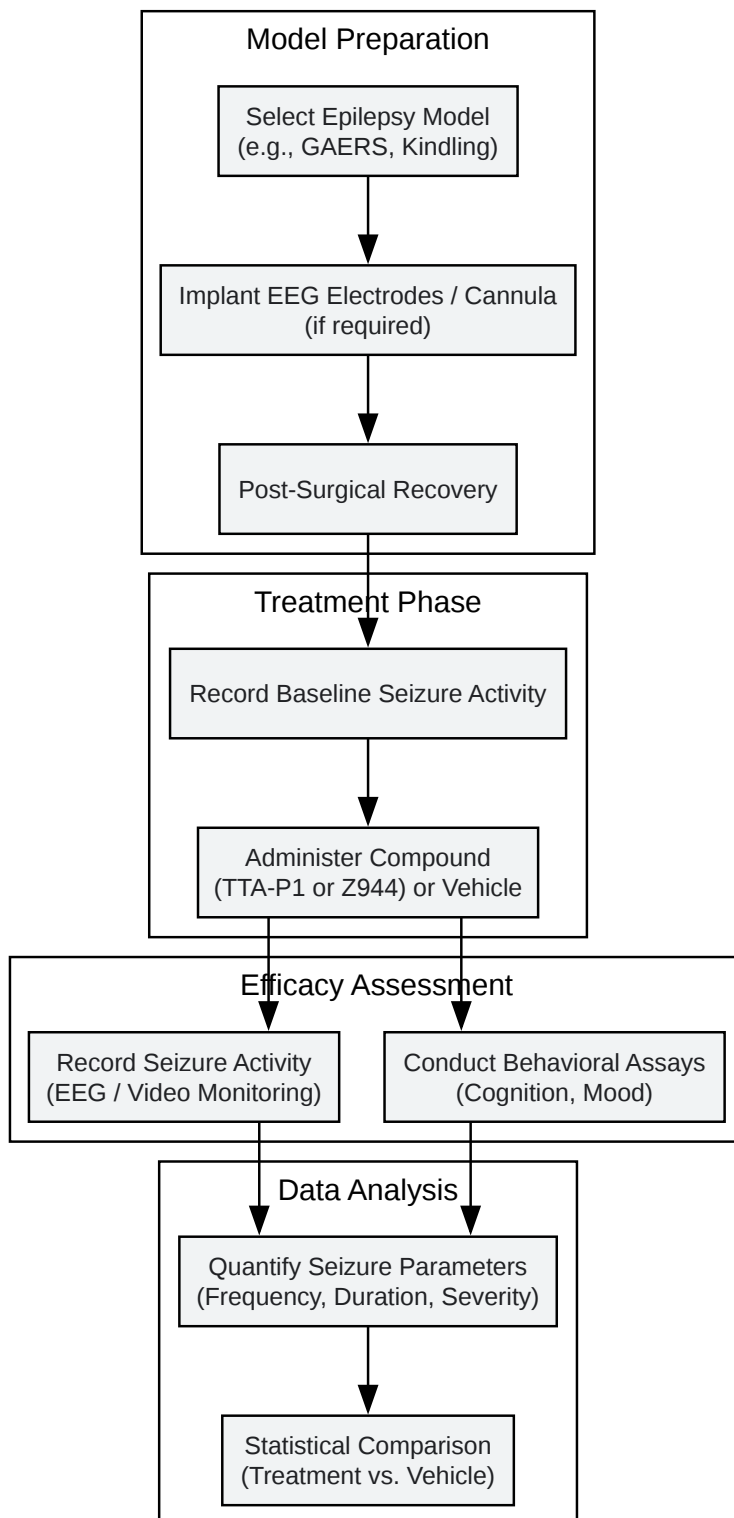 Model Preparation
Select Epilepsy Model
(e.g., GAERS, Kindling)
Implant EEG Electrodes / Cannula
(if required)
Post-Surgical Recovery
Treatment Phase
Record Baseline Seizure Activity
Administer Compound
(TTA-P1 or Z944) or Vehicle
Efficacy Assessment
Record Seizure Activity
(EEG / Video Monitoring)
Conduct Behavioral Assays
(Cognition, Mood)
Data Analysis
Quantify Seizure Parameters
(Frequency, Duration, Severity)
Statistical Comparison
(Treatment vs. Vehicle)